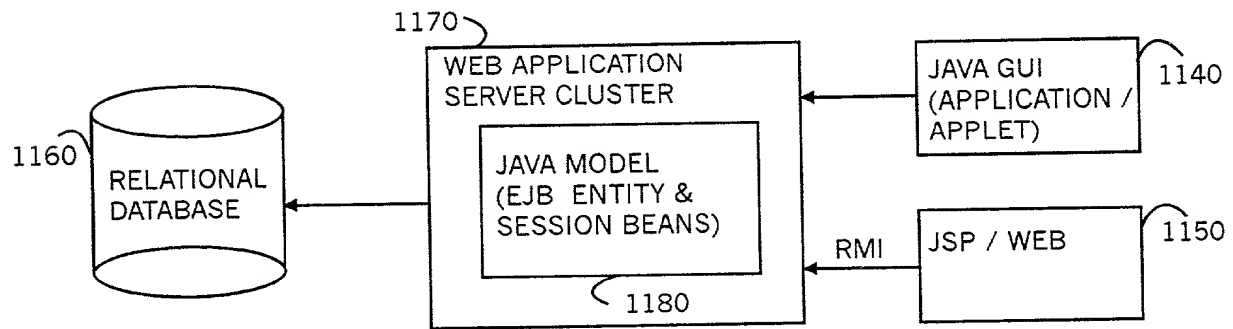 1170
WEB APPLICATION
SERVER CLUSTER
JAVA GUI
(APPLICATION /
APPLET)
1140
1160
RELATIONAL
DATABASE
JAVA MODEL
(EJB ENTITY &
SESSION BEANS)
1180
RMI
JSP / WEB
1150